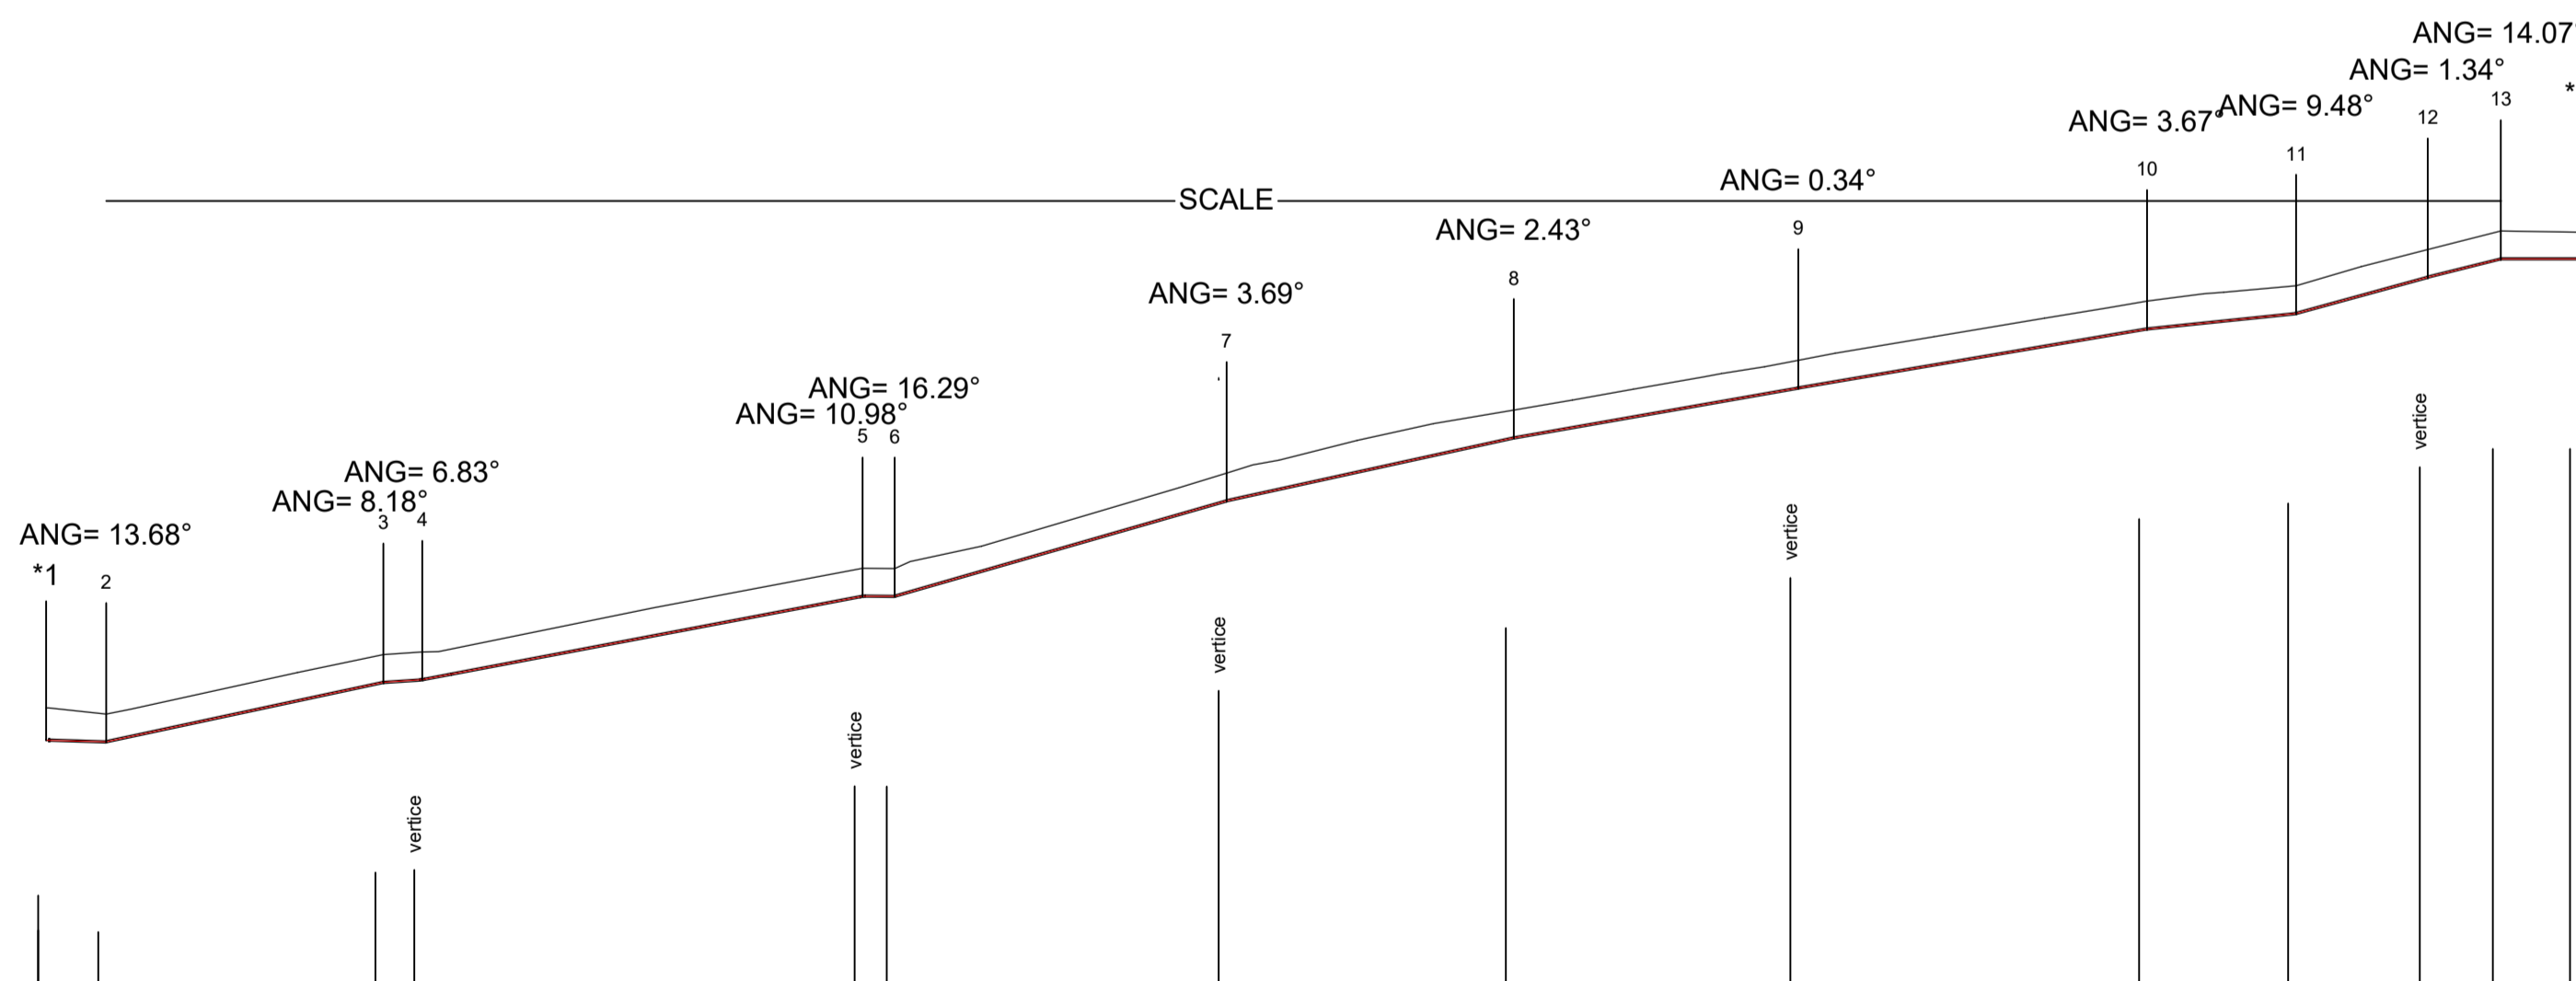 ANG= 14.07°
ANG= 1.34°
*
13
ANG= 9.48°
12
ANG= 3.67°
11
10
ANG= 0.34°
SCALE
9
ANG= 2.43°
8
ANG= 3.69°
7
ANG= 16.29°
ANG= 10.98°
5
6
ANG= 6.83°
ANG= 8.18°
3
4
ANG= 13.68°
*1
2
vertice
vertice
vertice
vertice
vertice